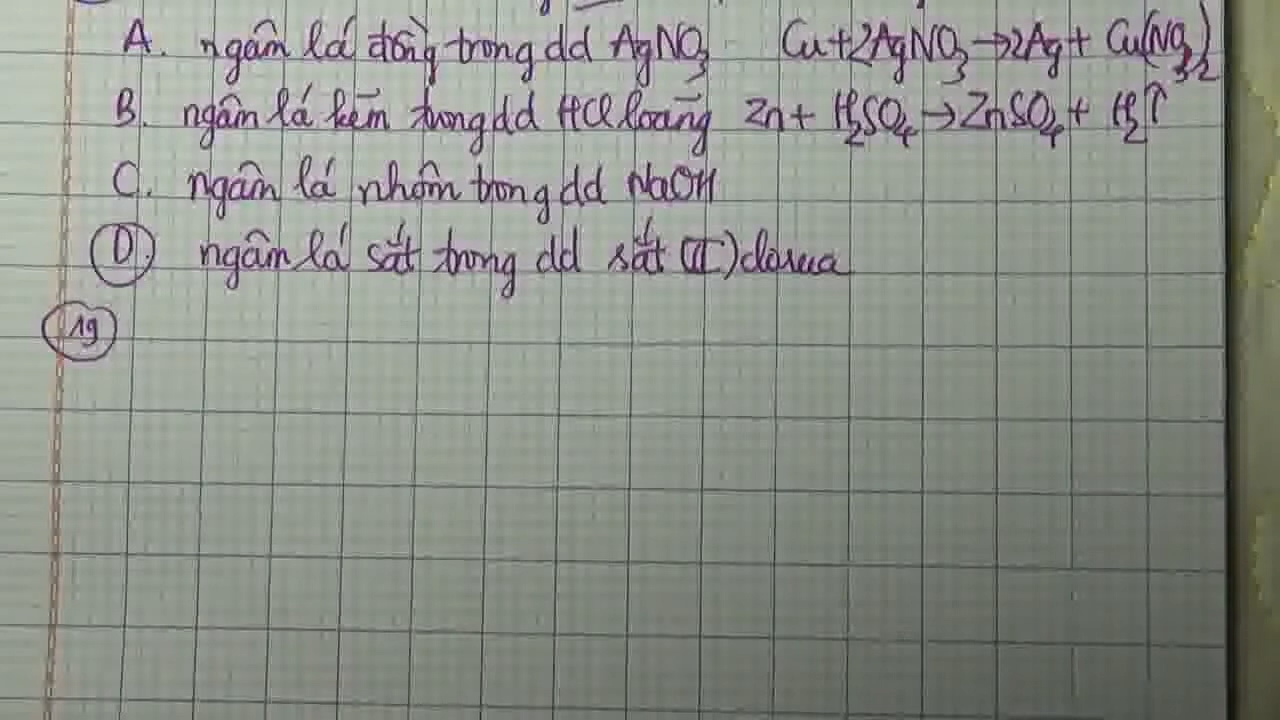 A. ngâm lá đồng trong dd AgNO3 Cu+2AgNO3→2Ag+ Cu(NO3)2
B. ngâm lá kẽm trong dd HCl loãng Zn+ H2SO4→ZnSO4+ H2↑
C. ngâm lá nhôm trong dd NaOH
D. ngâm lá sắt trong dd sắt (II) clorua
19